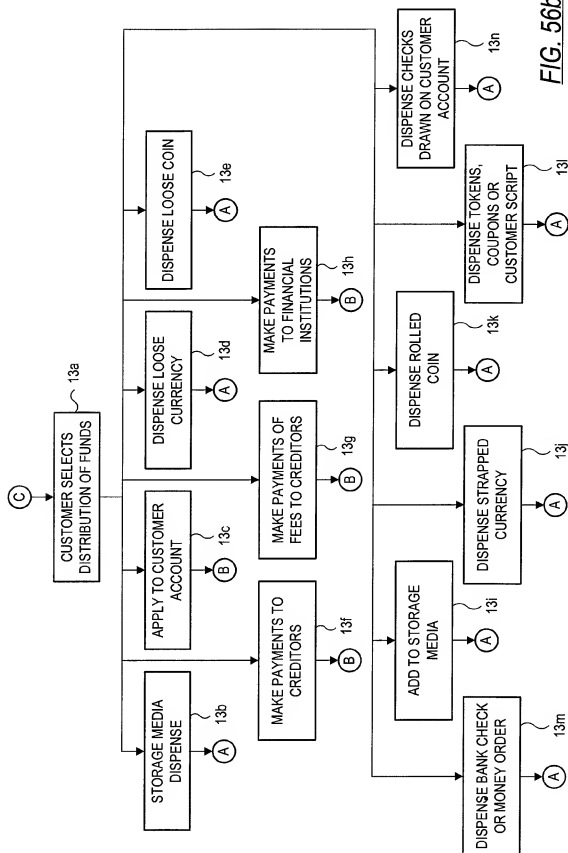 C
CUSTOMER SELECTS
DISTRIBUTION OF FUNDS
13a
STORAGE MEDIA
DISPENSE
13b
A
APPLY TO CUSTOMER
ACCOUNT
13c
B
DISPENSE LOOSE
CURRENCY
13d
A
DISPENSE LOOSE COIN
13e
A
MAKE PAYMENTS TO
CREDITORS
13f
B
MAKE PAYMENTS OF
FEES TO CREDITORS
13g
B
MAKE PAYMENTS
TO FINANCIAL
INSTITUTIONS
13h
B
ADD TO STORAGE
MEDIA
13i
A
DISPENSE ROLLED
COIN
13k
A
DISPENSE CHECKS
DRAWN ON CUSTOMER
ACCOUNT
13n
A
DISPENSE BANK CHECK
OR MONEY ORDER
13m
A
DISPENSE STRAPPED
CURRENCY
13j
A
DISPENSE TOKENS,
COUPONS OR
CUSTOMER SCRIPT
13l
A
FIG. 56b